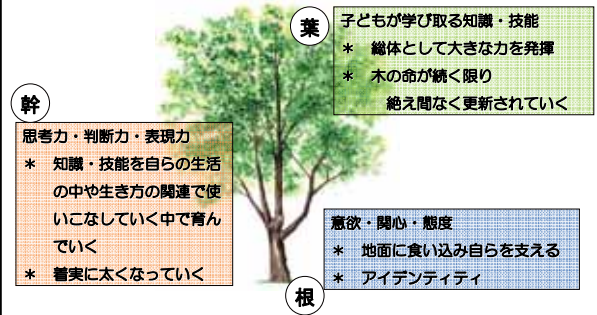 葉
子どもが学び取る知識・技能
＊　総体として大きな力を発揮
＊　木の命が続く限り
絶え間なく更新されていく
幹
思考力・判断力・表現力
＊　知識・技能を自らの生活
の中や生き方の関連で使
いこなしていく中で育ん
でいく
＊　着実に太くなっていく
意欲・関心・態度
＊　地面に食い込み自らを支える
＊　アイデンティティ
根